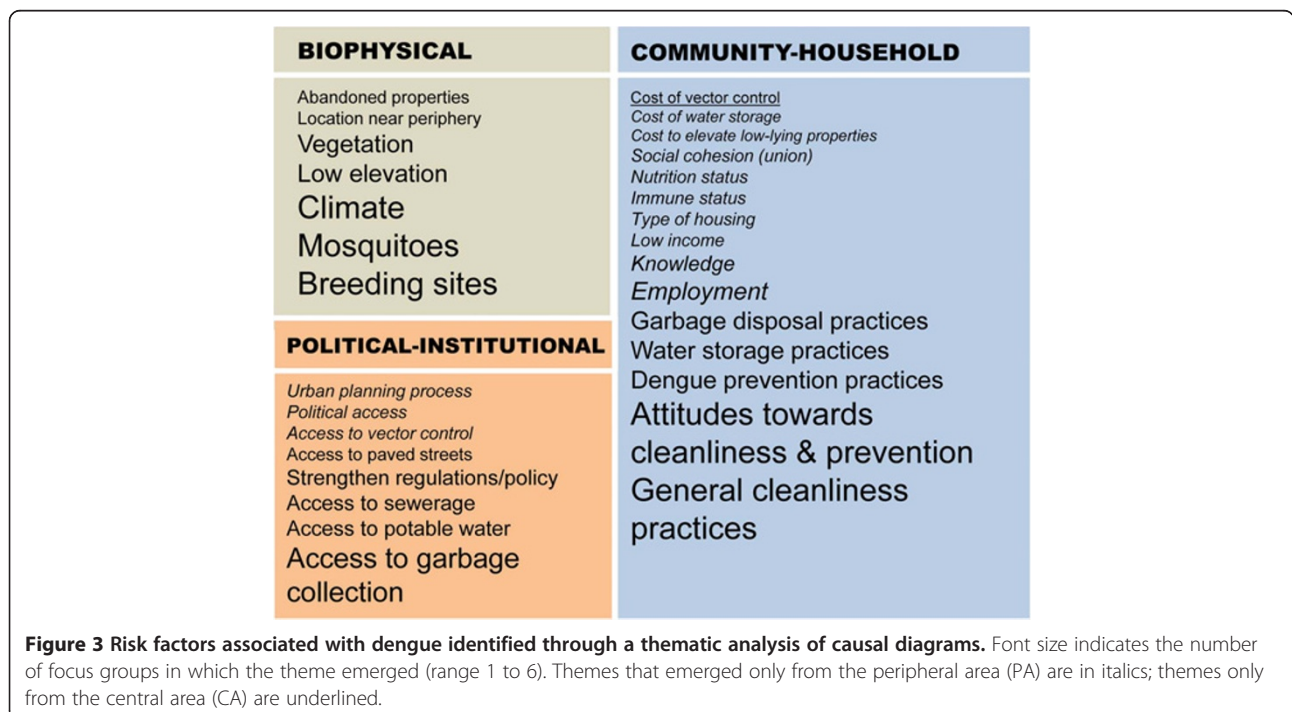 BIOPHYSICAL
Abandoned properties
Location near periphery
Vegetation
Low elevation
Climate
Mosquitoes
Breeding sites
POLITICAL-INSTITUTIONAL
Urban planning process
Political access
Access to vector control
Access to paved streets
Strengthen regulations/policy
Access to sewerage
Access to potable water
Access to garbage
collection
COMMUNITY-HOUSEHOLD
Cost of vector control
Cost of water storage
Cost to elevate low-lying properties
Social cohesion (union)
Nutrition status
Immune status
Type of housing
Low income
Knowledge
Employment
Garbage disposal practices
Water storage practices
Dengue prevention practices
Attitudes towards
cleanliness & prevention
General cleanliness
practices
Figure 3 Risk factors associated with dengue identified through a thematic analysis of causal diagrams. Font size indicates the number
of focus groups in which the theme emerged (range 1 to 6). Themes that emerged only from the peripheral area (PA) are in italics; themes only
from the central area (CA) are underlined.